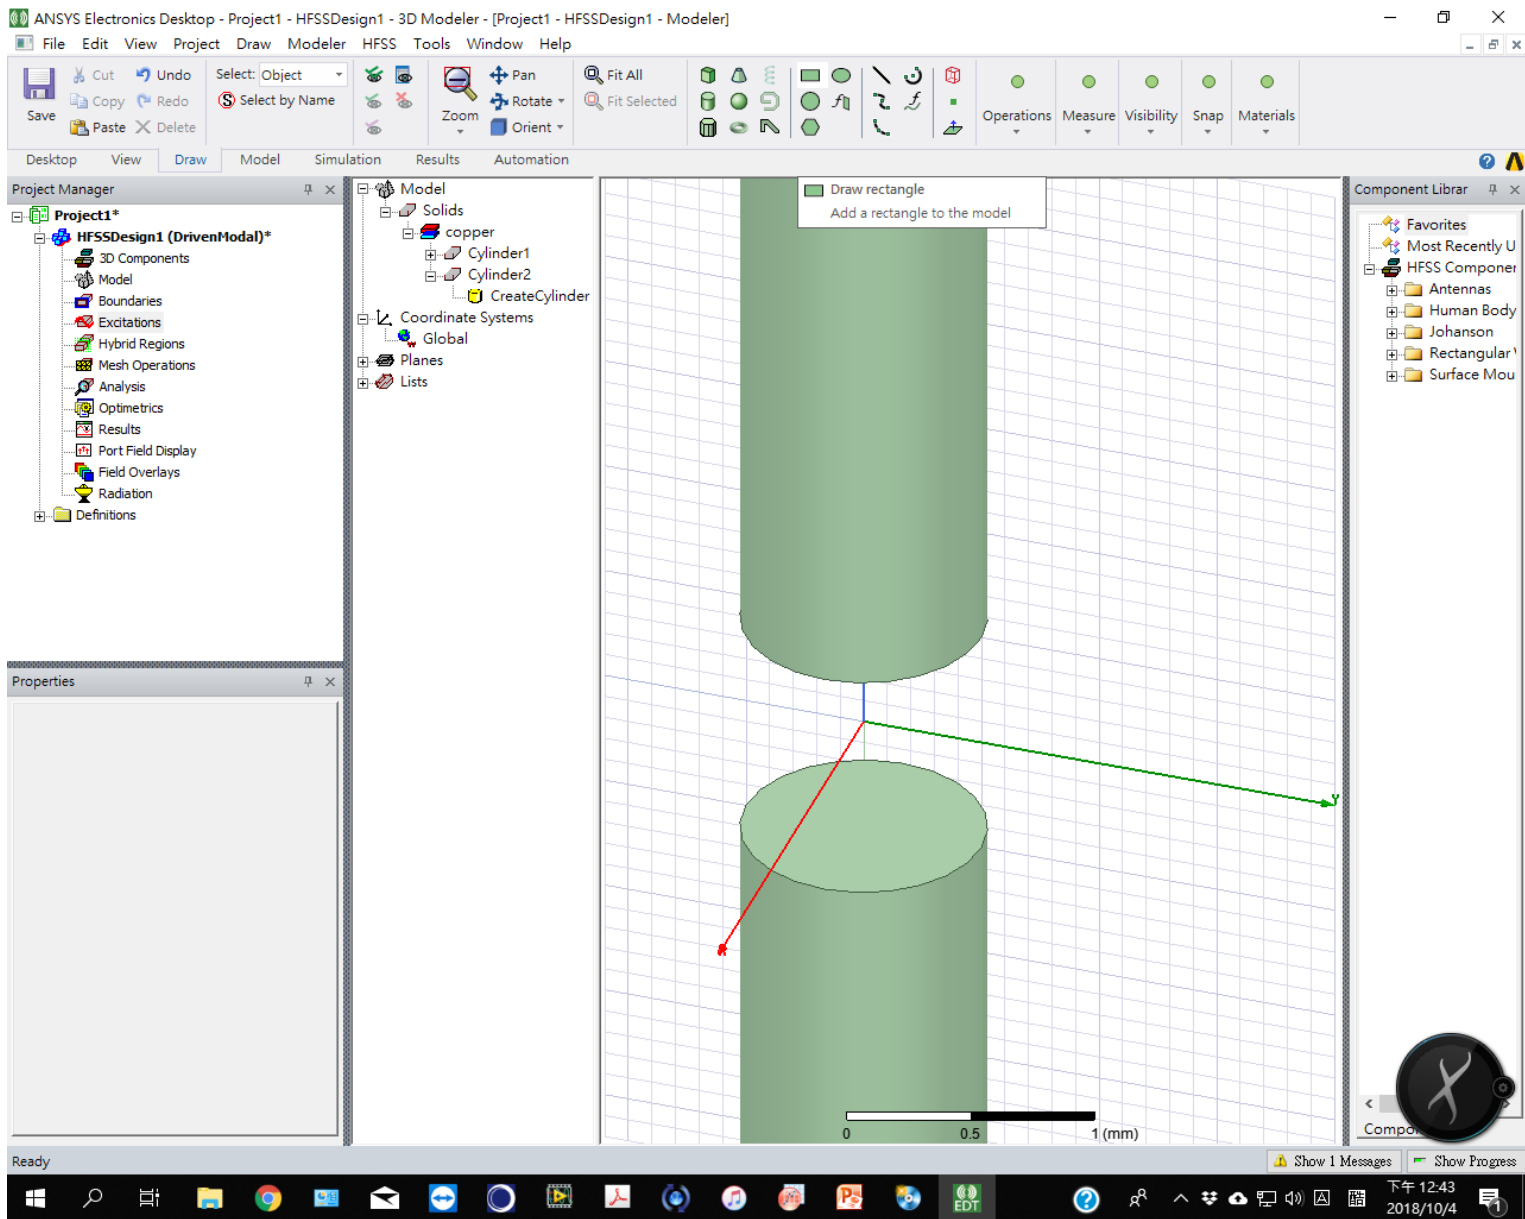 ANSYS Electronics Desktop - Project1 - HFSSDesign1 - 3D Modeler - [Project1 - HFSSDesign1 - Modeler]
File Edit View Project Draw Modeler HFSS Tools Window Help
Save
Cut Undo
Copy Redo
Paste Delete
Select: Object
Select by Name
Zoom
Pan
Rotate
Orient
Fit All
Fit Selected
Operations Measure Visibility Snap Materials
Desktop View Draw Model Simulation Results Automation
Draw rectangle
Add a rectangle to the model
Project Manager
Project1*
HFSSDesign1 (DrivenModal)*
3D Components
Model
Boundaries
Excitations
Hybrid Regions
Mesh Operations
Analysis
Optimetrics
Results
Port Field Display
Field Overlays
Radiation
Definitions
Properties
Model
Solids
copper
Cylinder1
Cylinder2
CreateCylinder
Coordinate Systems
Global
Planes
Lists
Y
0 0.5 1 (mm)
Component Librar
Favorites
Most Recently U
HFSS Componer
Antennas
Human Body
Johanson
Rectangular
Surface Mou
Compo
Ready
Show 1 Messages Show Progress
EDT
下午 12:43
2018/10/4
1